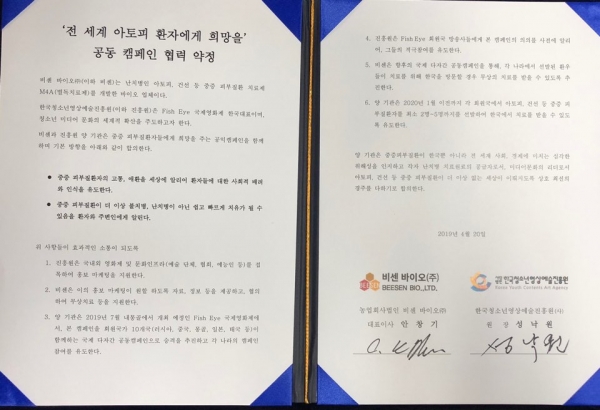 ‘전 세계 아토피 환자에게 희망을’
공동 캠페인 협력 약정
비센 바이오㈜(이하 비센)는 난치병인 아토피, 건선 등 중증 피부질환 치료제
M4A(벌독치료제)를 개발한 바이오 업체이다.
한국청소년영상예술진흥원(이하 진흥원)은 Fish Eye 국제영화제 한국대표이며,
청소년 미디어 문화의 세계적 확산을 주도하고자 한다.
비센과 진흥원 양 기관은 중증 피부질환자들에게 희망을 주는 공익캠페인을 함께
하며 기본 방향을 아래와 같이 합의한다.
● 중증 피부질환자의 고통, 애환을 세상에 알리어 환자들에 대한 사회적 배려
와 인식을 유도한다.
● 중증 피부질환이 더 이상 불치병, 난치병이 아닌 쉽고 빠르게 치유가 될 수
있음을 환자와 주변인에게 알린다.
위 사항들이 효과적인 소통이 되도록
1. 진흥원은 국내외 영화제 및 문화인프라(예술 단체, 협회, 예능인 등)를 접
촉하여 홍보 마케팅을 지원한다.
2. 비센은 이의 홍보 마케팅이 원활 하도록 자료, 정보 등을 제공하고, 협의
하여 무상치료 등을 지원한다.
3. 양 기관은 2019년 7월 내몽골에서 개최 예정인 Fish Eye 국제영화제에
서, 본 캠페인을 회원국가 10개국(러시아, 중국, 몽골, 일본, 태국 등)이
함께하는 국제 다자간 공동캠페인으로 승격을 추진하고 각 나라의 캠페인
참여를 유도한다.
4. 진흥원은 Fish Eye 회원국 영상사들에게 본 캠페인의 의의를 사전에 알리
며, 그들의 적극참여를 유도한다.
5. 비센은 향후의 국제 다자간 공동캠페인을 통해, 각 나라에서 선발된 환우
들이 치료를 위해 한국을 방문할 경우 무상의 치료를 받을 수 있도록 추
진한다.
6. 양 기관은 2020년 1월 이전까지 각 회원국에서 아토피, 건선 등 중증 피
부질환자를 최소 2명~5명까지를 선발하여 한국에서 치료를 받을 수 있도
록 유도한다.
양 기관은 중증피부질환이 한국뿐 아니라 전 세계 사회, 경제에 미치는 심각한
위해성을 인지하고 각자 난치병 치료원료의 공급제로서, 미디어문화의 리더로서
아토피, 건선 등 중증 피부질환이 더 이상 없는 세상이 이뤄지도록 상호 최선의
경주를 다하기로 합의한다.
2019년 4월 20일
비센 바이오(주)
BEESEN BIO.,LTD.
한국청소년영상예술진흥원
Korea Youth Contents Art Agency
농업회사법인 비센 바이오㈜
대표이사 안 창 기
한국청소년영상예술진흥원(사)
원 장 성 낙 원